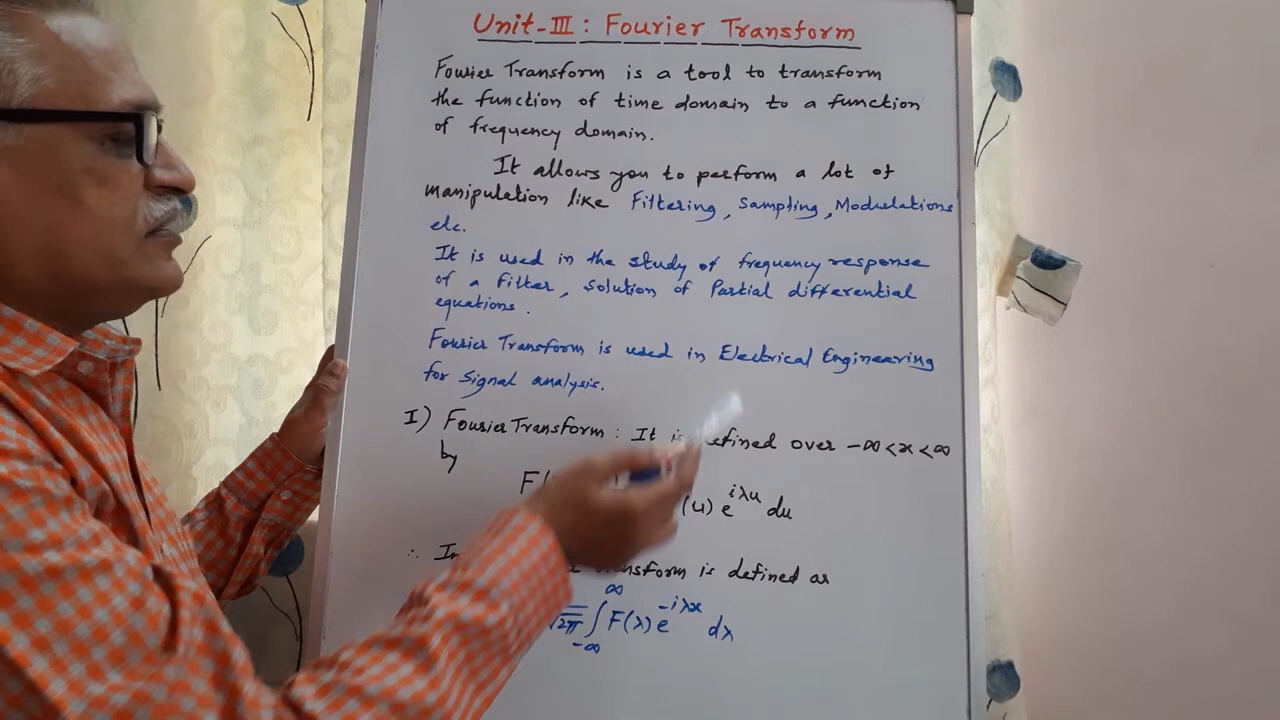 Unit-III : Fourier Transform
Fourier Transform is a tool to transform
the function of time domain to a function
of frequency domain.
It allows you to perform a lot of
manipulation like Filtering, Sampling, Modulations
etc.
It is used in the study of frequency response
of a Filter, Solution of Partial differential
equations.
Fourier Transform is used in Electrical Engineering
for Signal analysis.
I) Fourier Transform : It is defined over -∞<x<∞
by
F( (u) e^{iλu} du
∴ transform is defined as
√2π ∫_{-∞}^{∞} F(λ) e^{-iλx} dλ